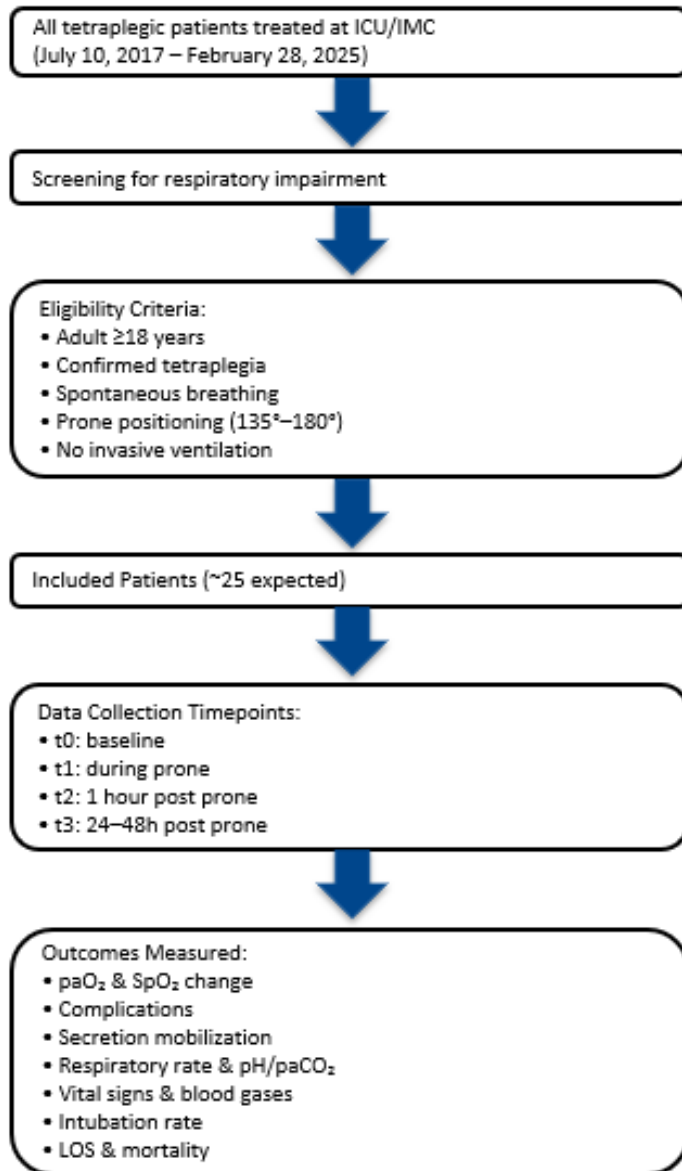 All tetraplegic patients treated at ICU/IMC
(July 10, 2017 – February 28, 2025)
Screening for respiratory impairment
Eligibility Criteria:
• Adult ≥18 years
• Confirmed tetraplegia
• Spontaneous breathing
• Prone positioning (135°–180°)
• No invasive ventilation
Included Patients (~25 expected)
Data Collection Timepoints:
• t0: baseline
• t1: during prone
• t2: 1 hour post prone
• t3: 24–48h post prone
Outcomes Measured:
• paO₂ & SpO₂ change
• Complications
• Secretion mobilization
• Respiratory rate & pH/paCO₂
• Vital signs & blood gases
• Intubation rate
• LOS & mortality